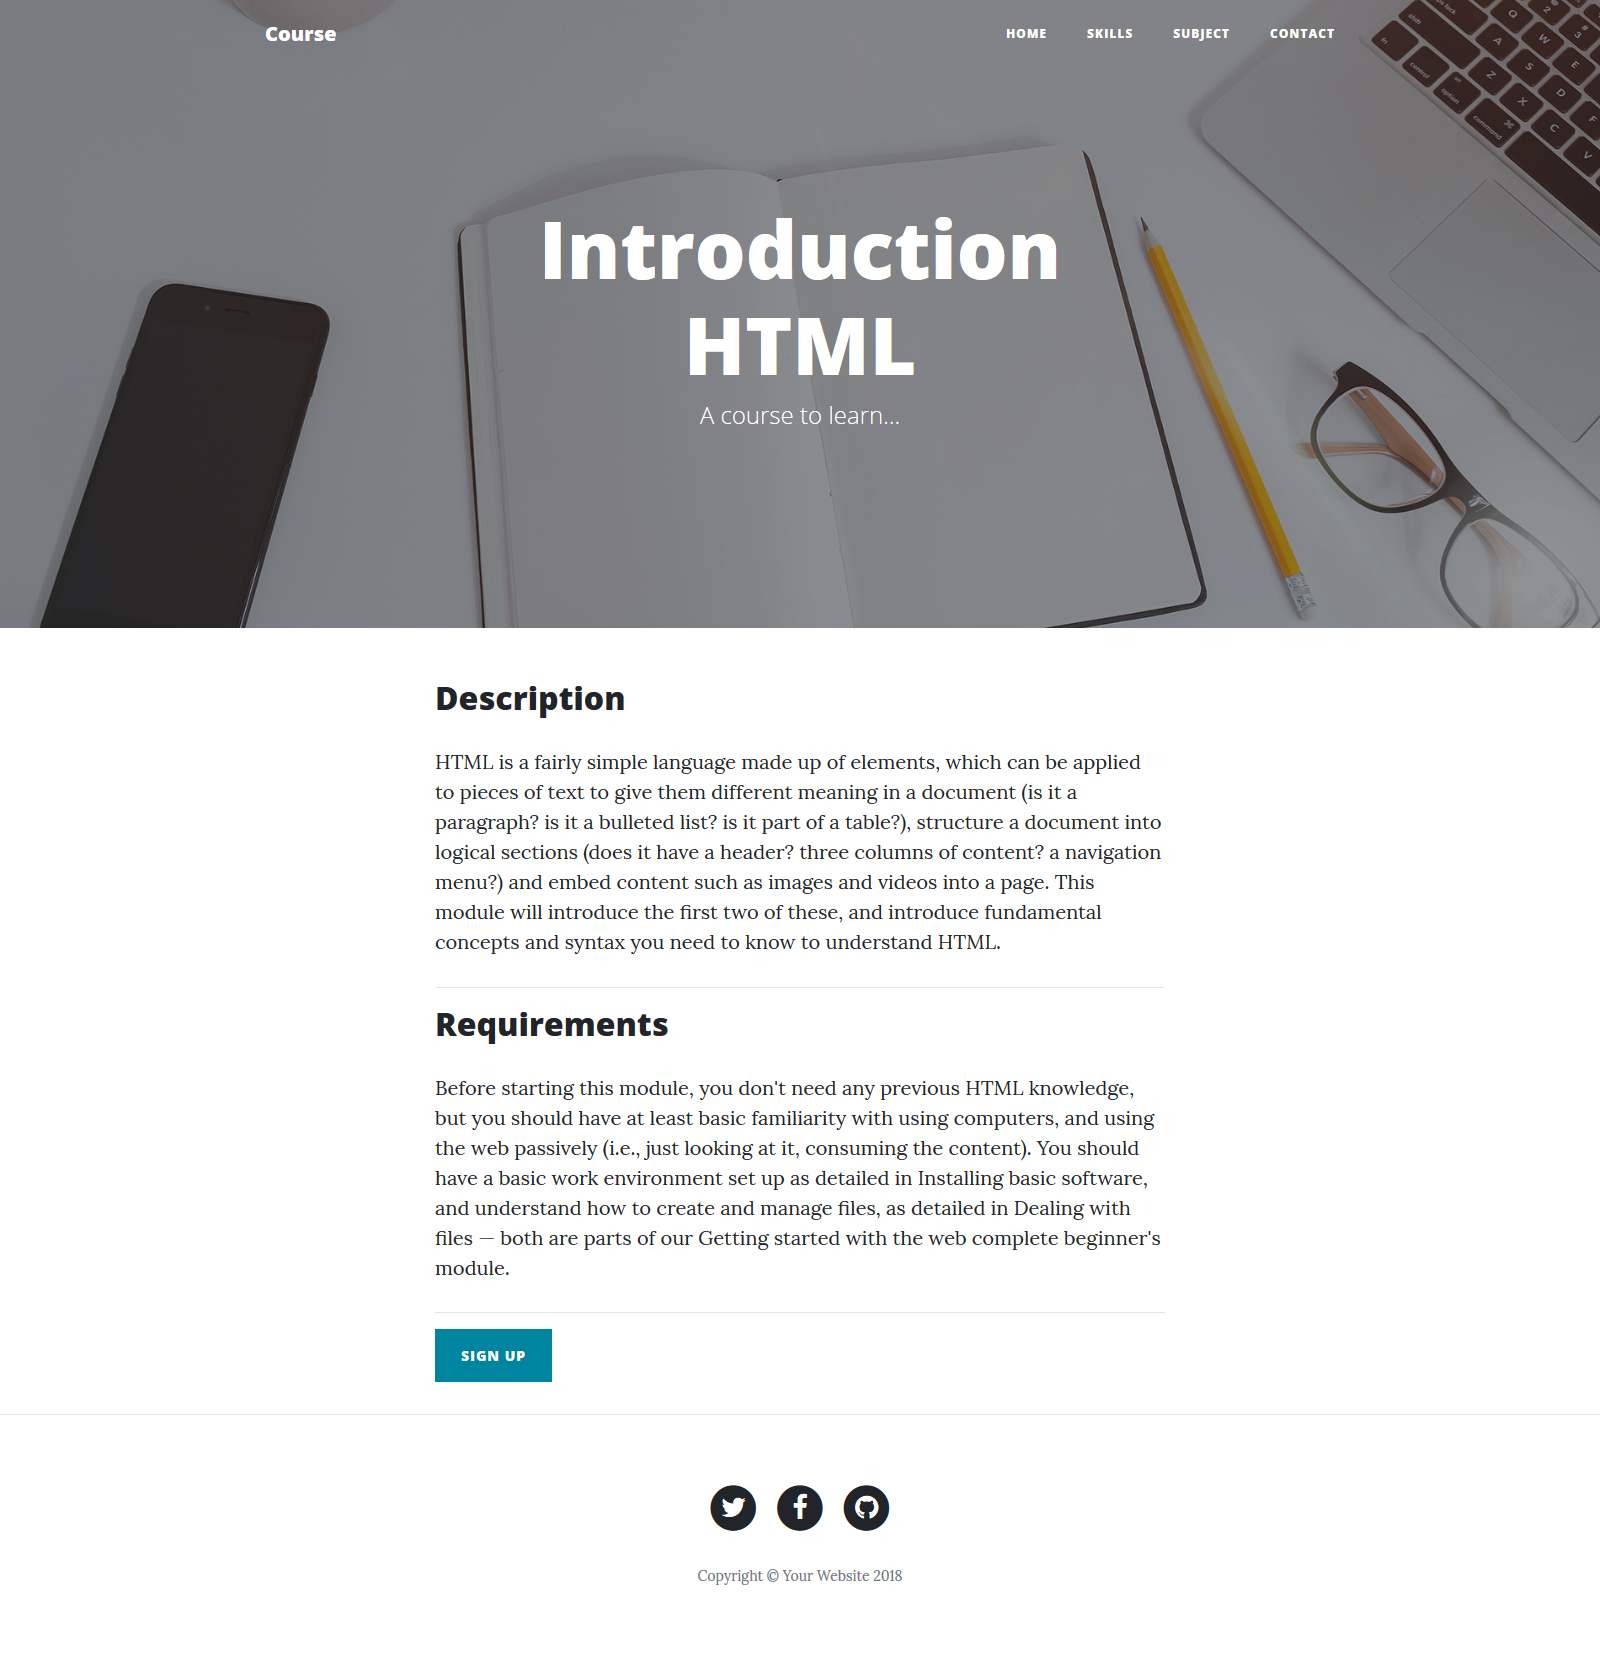 Course
HOME SKILLS SUBJECT CONTACT
Introduction
HTML
A course to learn...
Description
HTML is a fairly simple language made up of elements, which can be applied
to pieces of text to give them different meaning in a document (is it a
paragraph? is it a bulleted list? is it part of a table?), structure a document into
logical sections (does it have a header? three columns of content? a navigation
menu?) and embed content such as images and videos into a page. This
module will introduce the first two of these, and introduce fundamental
concepts and syntax you need to know to understand HTML.
Requirements
Before starting this module, you don't need any previous HTML knowledge,
but you should have at least basic familiarity with using computers, and using
the web passively (i.e., just looking at it, consuming the content). You should
have a basic work environment set up as detailed in Installing basic software,
and understand how to create and manage files, as detailed in Dealing with
files — both are parts of our Getting started with the web complete beginner's
module.
SIGN UP
Copyright © Your Website 2018